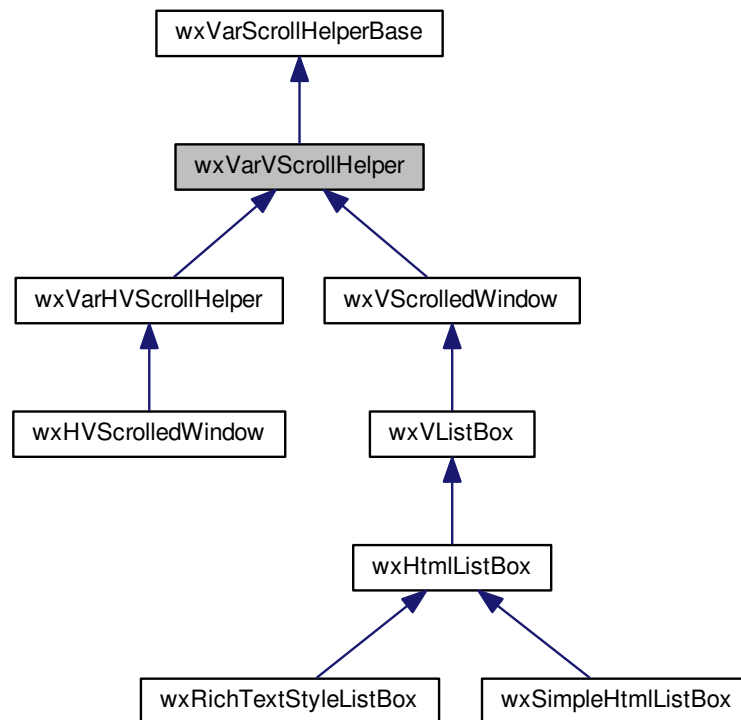 wxVarScrollHelperBase
wxVarVScrollHelper
wxVarHVScrollHelper
wxVScrolledWindow
wxHVScrolledWindow
wxVListBox
wxHtmlListBox
wxRichTextStyleListBox
wxSimpleHtmlListBox